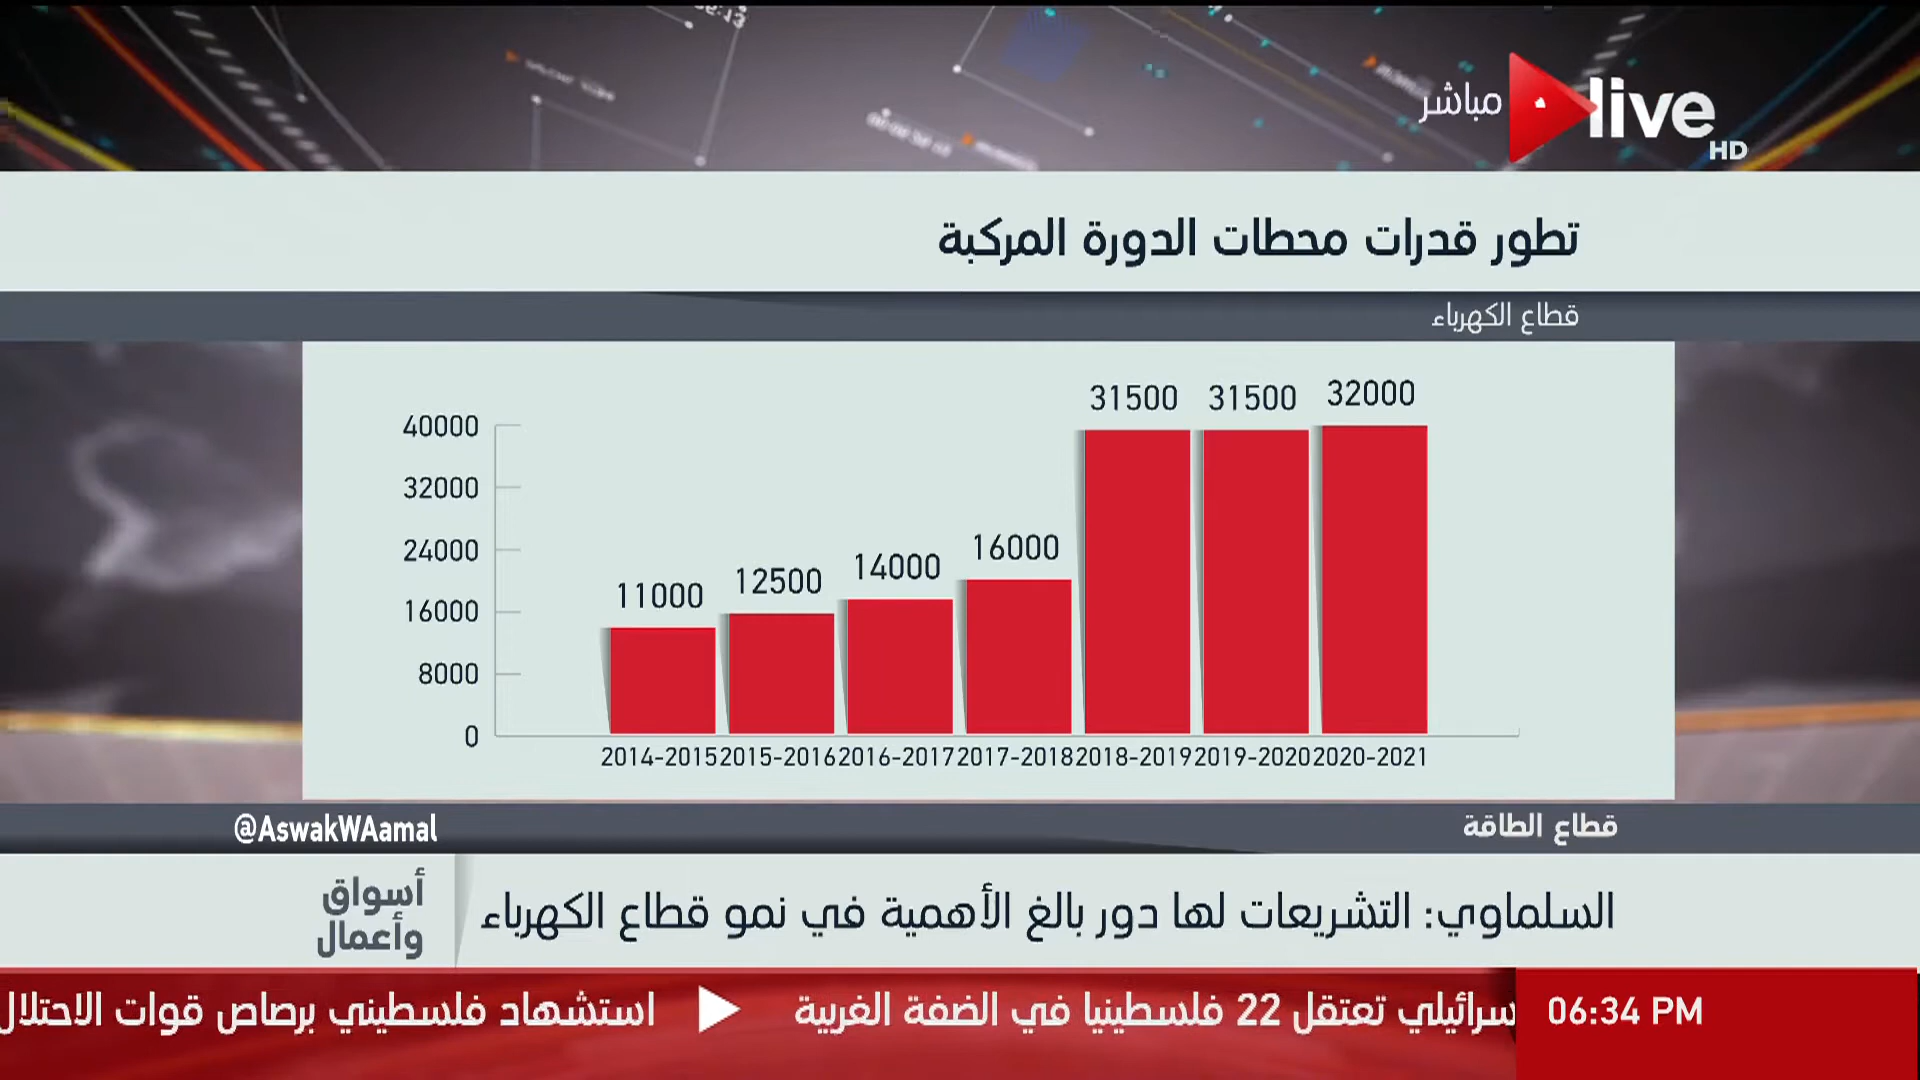 مباشر live
HD
تطور قدرات محطات الدورة المركبة
قطاع الكهرباء
40000
32000
24000
16000
8000
0
11000 12500 14000 16000 31500 31500 32000
2014-2015 2015-2016 2016-2017 2017-2018 2018-2019 2019-2020 2020-2021
قطاع الطاقة
@AswakWAamal
السلماوي: التشريعات لها دور بالغ الأهمية في نمو قطاع الكهرباء
أسواق
وأعمال
06:34 PM
سرائيلي تعتقل 22 فلسطينيا في الضفة الغربية
استشهاد فلسطيني برصاص قوات الاحتلال